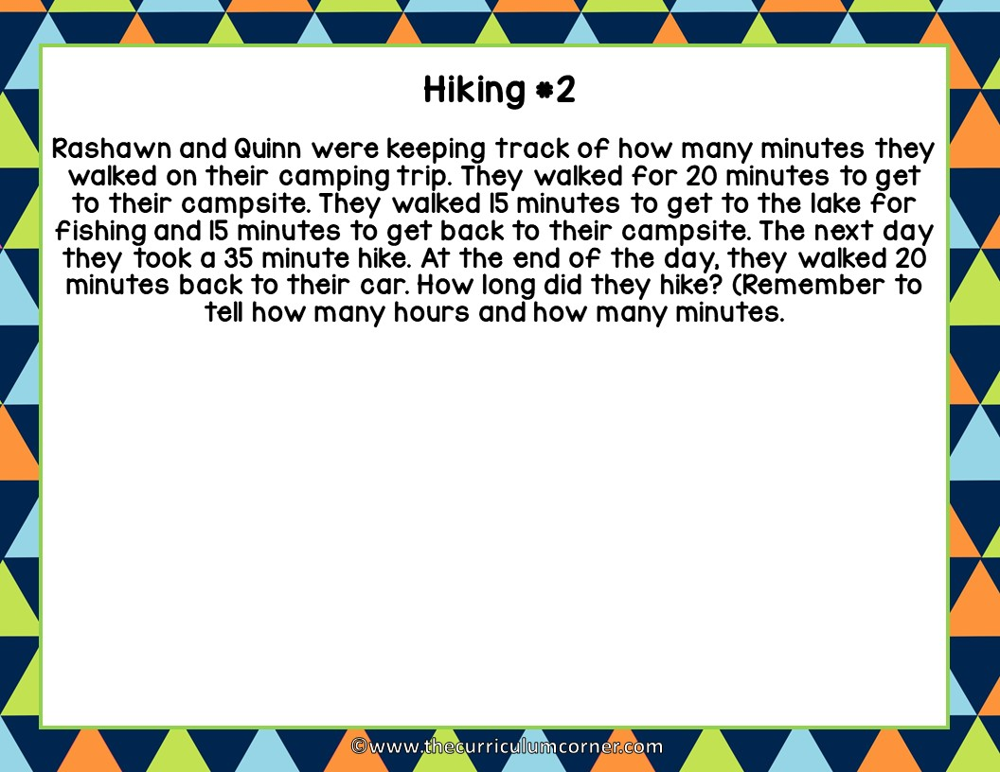 Hiking #2
Rashawn and Quinn were keeping track of how many minutes they
walked on their camping trip. They walked for 20 minutes to get
to their campsite. They walked 15 minutes to get to the lake for
fishing and 15 minutes to get back to their campsite. The next day
they took a 35 minute hike. At the end of the day, they walked 20
minutes back to their car. How long did they hike? (Remember to
tell how many hours and how many minutes.
©www.thecurriculumcorner.com